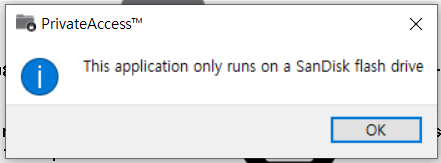 PrivateAccess™
This application only runs on a SanDisk flash drive
OK